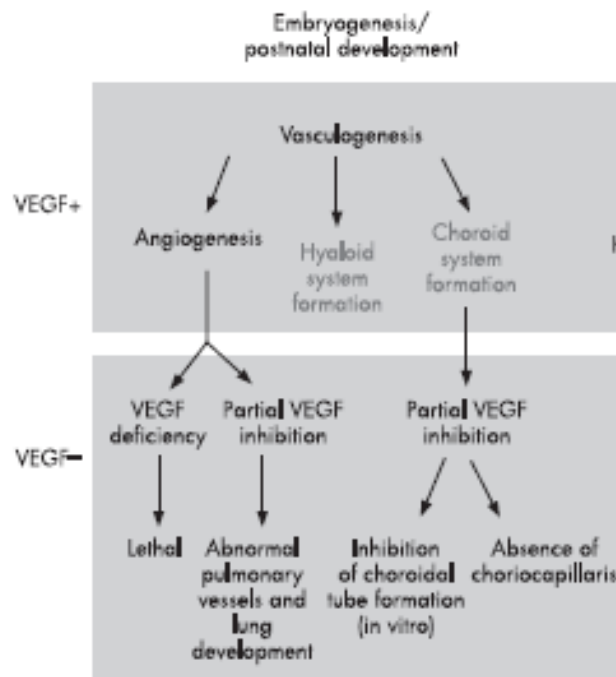 Embryogenesis/
postnatal development
Vasculogenesis
VEGF+
Angiogenesis
Hyaloid
system
formation
Choroid
system
formation
VEGF
deficiency
Partial VEGF
inhibition
Partial VEGF
inhibition
VEGF−
Lethal
Abnormal
pulmonary
vessels and
lung
development
Inhibition
of choroidal
tube formation
(in vitro)
Absence of
choriocapillaris